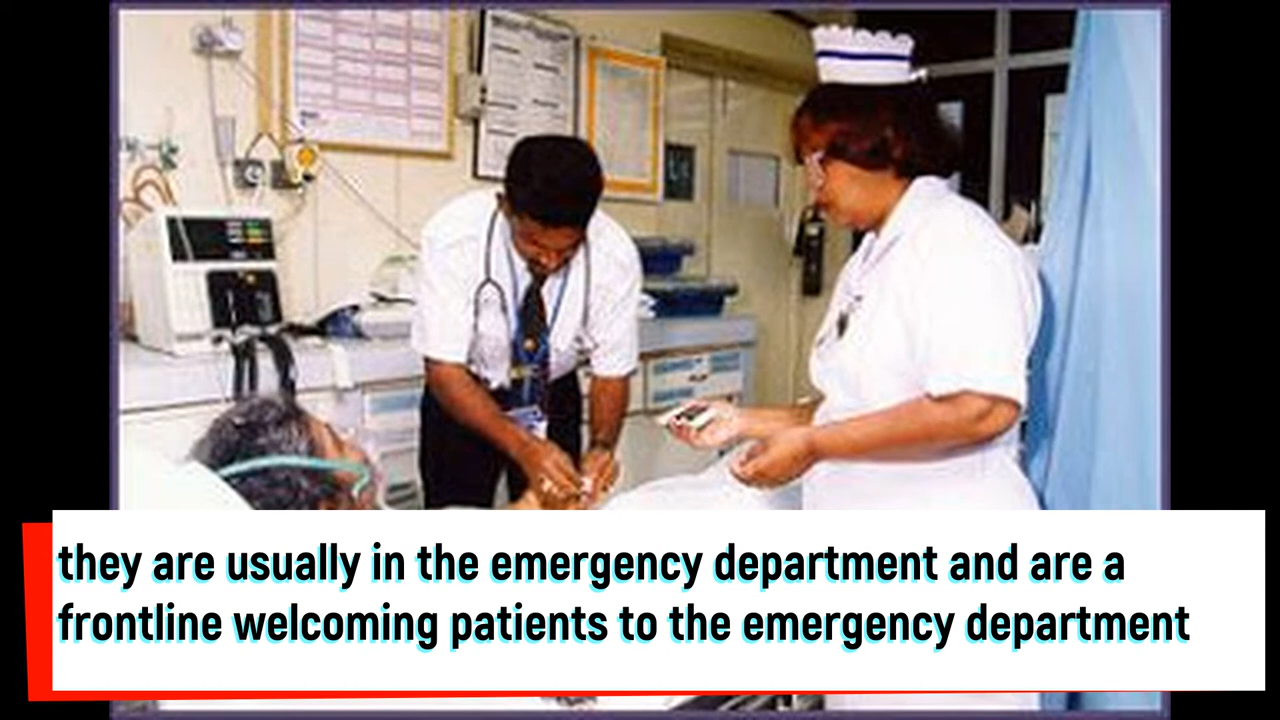 they are usually in the emergency department and are a
frontline welcoming patients to the emergency department